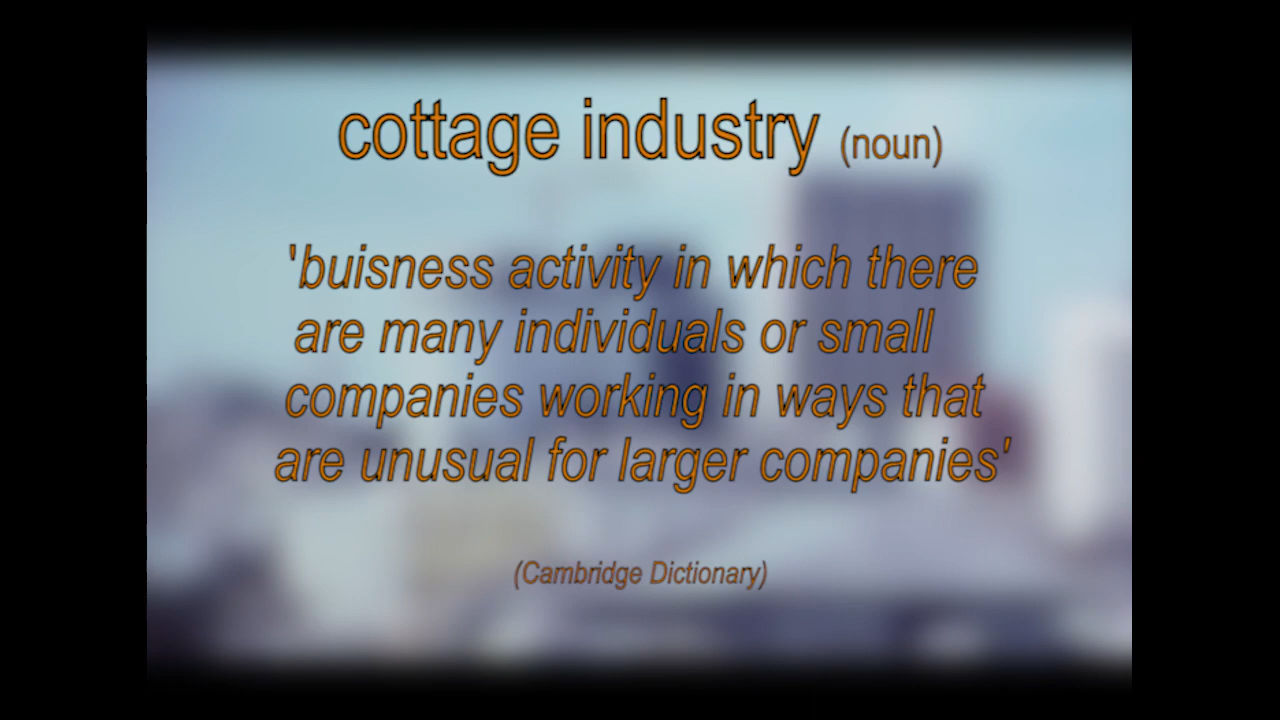 cottage industry (noun)
'buisness activity in which there
are many individuals or small
companies working in ways that
are unusual for larger companies'
(Cambridge Dictionary)